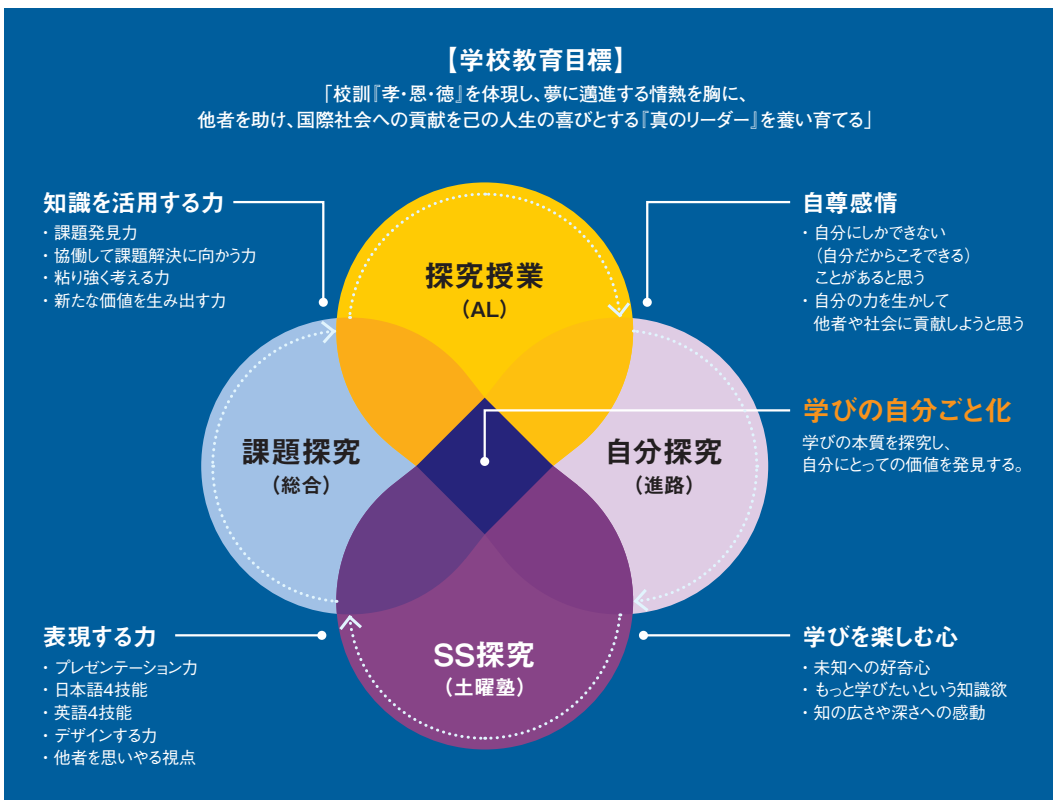 【学校教育目標】
「校訓『孝・恩・徳』を体現し、夢に邁進する情熱を胸に、
他者を助け、国際社会への貢献を己の人生の喜びとする『真のリーダー』を養い育てる」
知識を活用する力
・課題発見力
・協働して課題解決に向かう力
・粘り強く考える力
・新たな価値を生み出す力
自尊感情
・自分にしかできない
（自分だからこそできる）
ことがあると思う
・自分の力を生かして
他者や社会に貢献しようと思う
探究授業
（AL）
学びの自分ごと化
学びの本質を探究し、
自分にとっての価値を発見する。
課題探究
（総合）
自分探究
（進路）
SS探究
（土曜塾）
表現する力
・プレゼンテーション力
・日本語4技能
・英語4技能
・デザインする力
・他者を思いやる視点
学びを楽しむ心
・未知への好奇心
・もっと学びたいという知識欲
・知の広さや深さへの感動